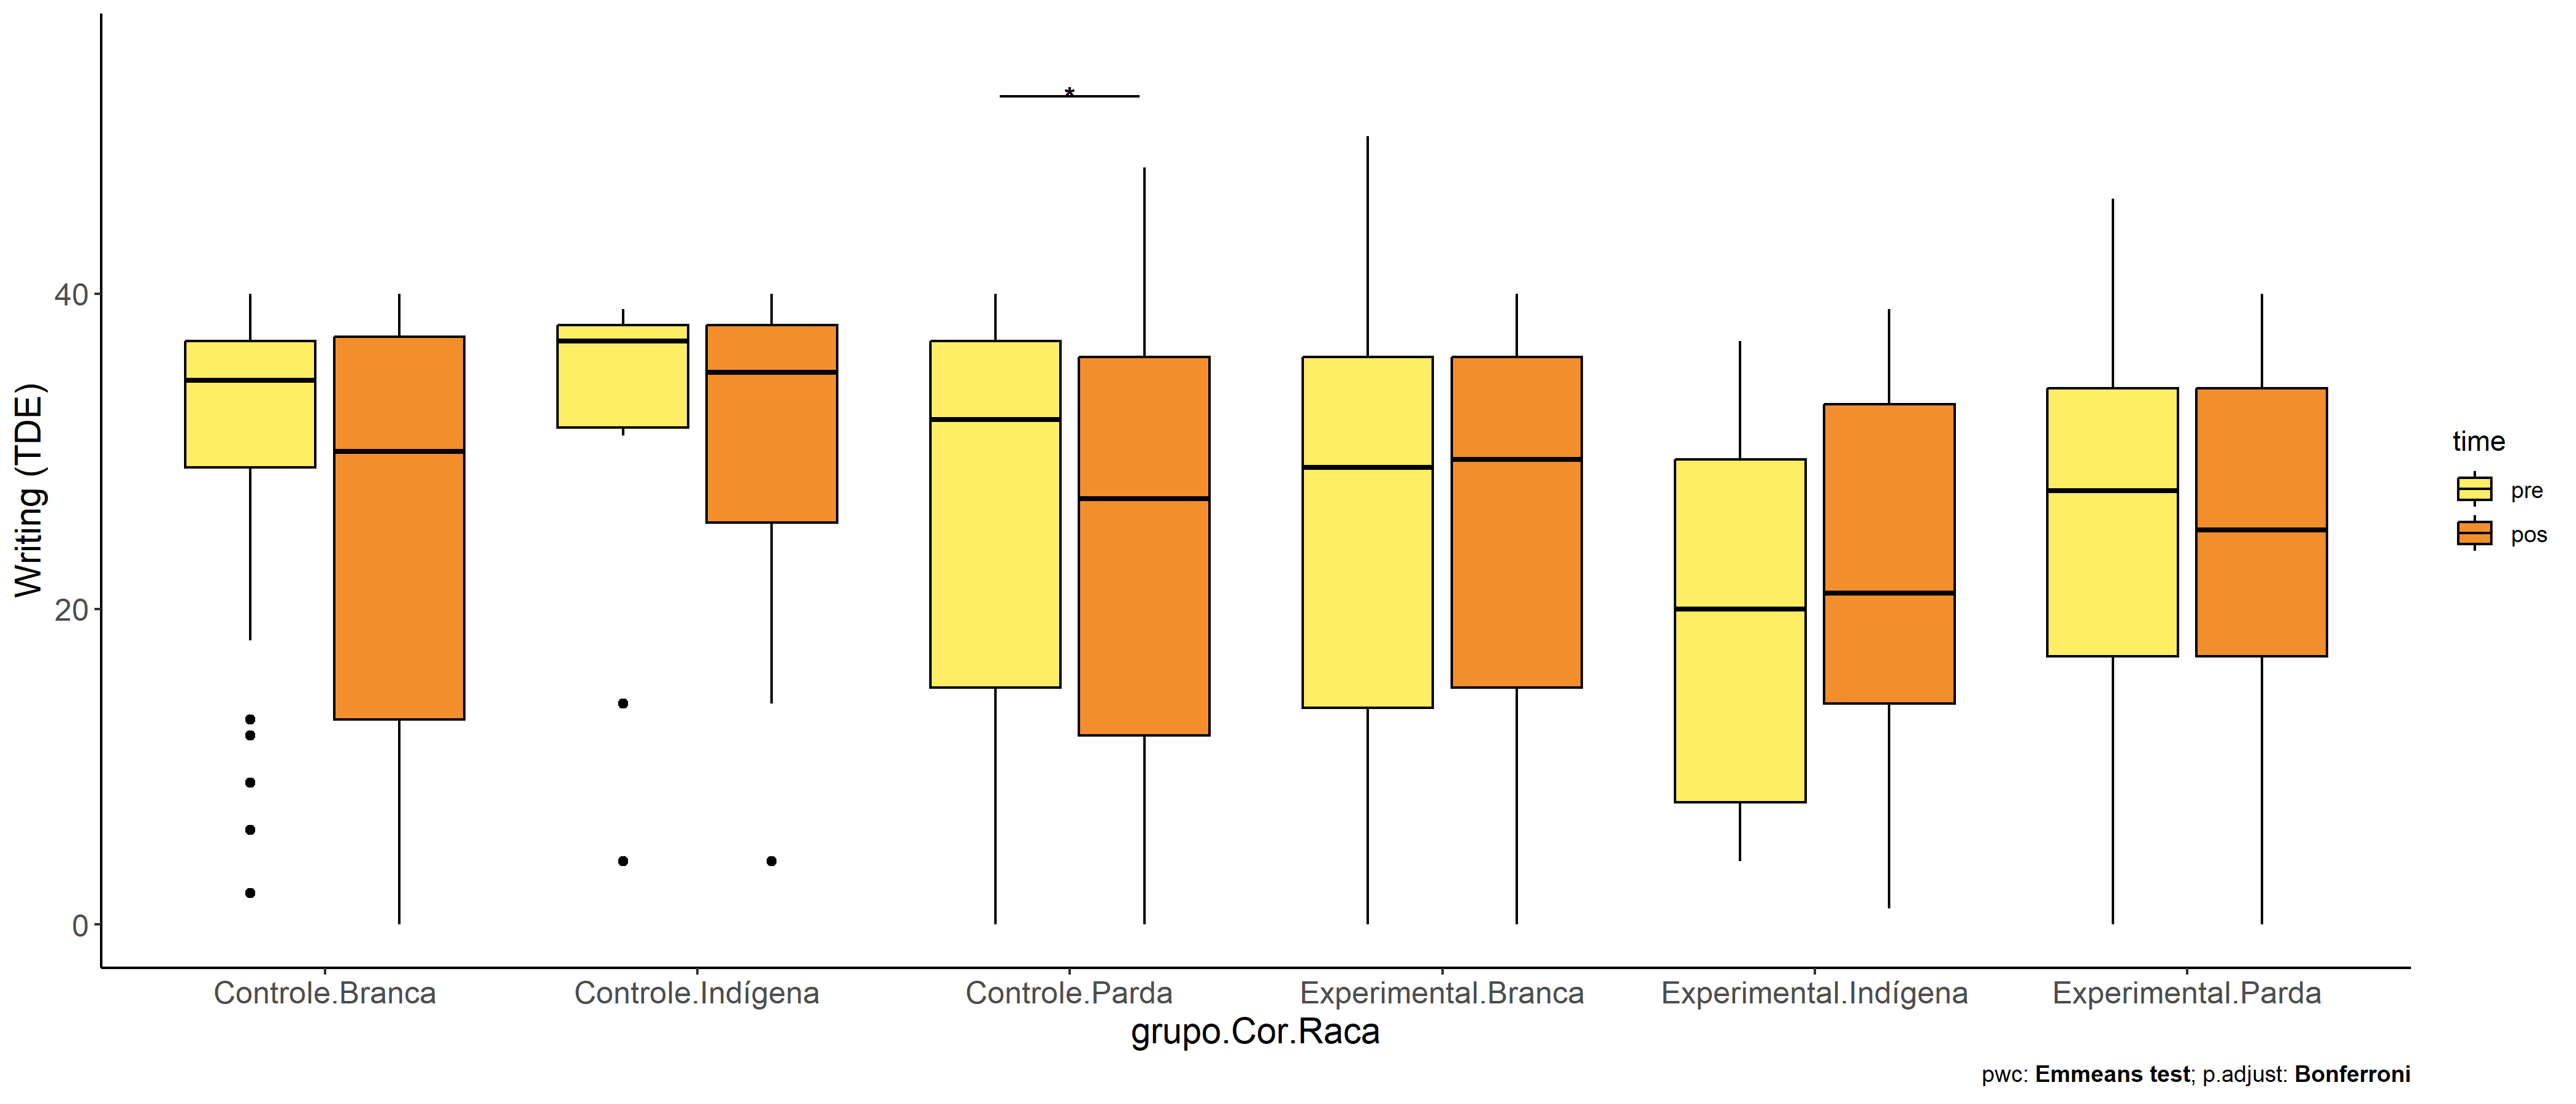 *
Writing (TDE)
40
20
0
Controle.Branca
Controle.Indígena
Controle.Parda
Experimental.Branca
Experimental.Indígena
Experimental.Parda
grupo.Cor.Raca
time
pre
pos
pwc: Emmeans test; p.adjust: Bonferroni